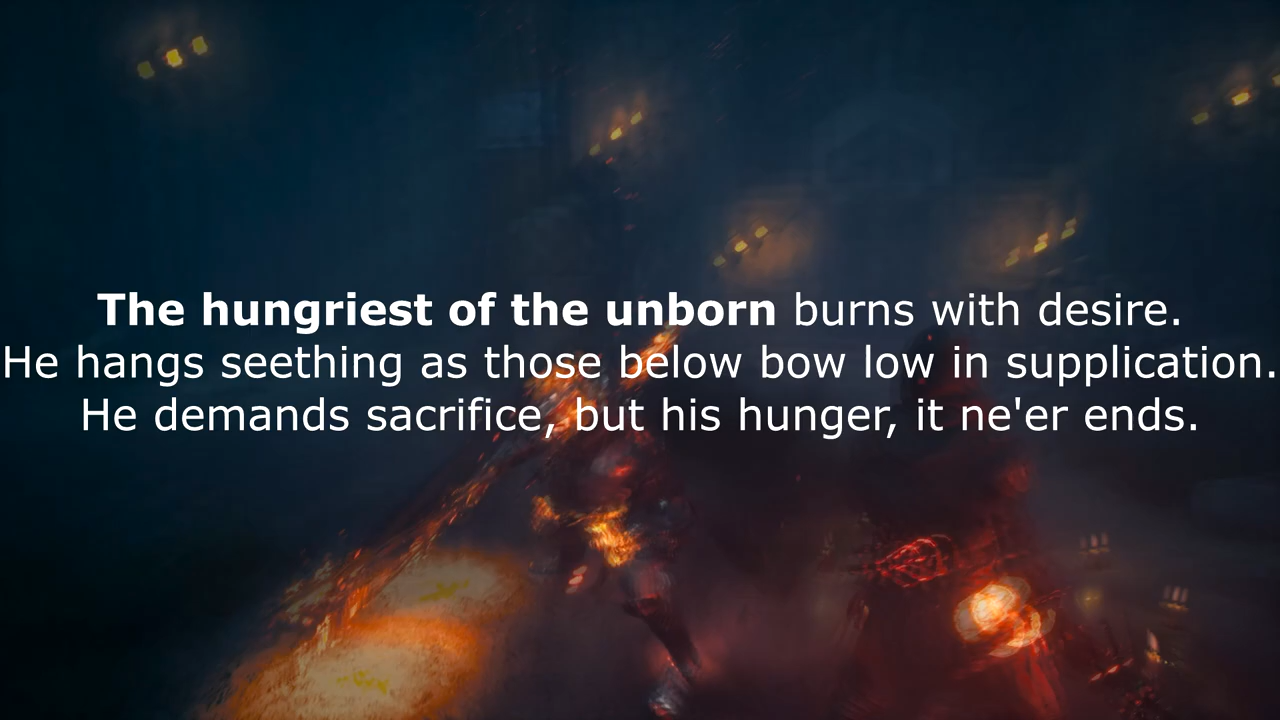 The hungriest of the unborn burns with desire.
He hangs seething as those below bow low in supplication.
He demands sacrifice, but his hunger, it ne'er ends.